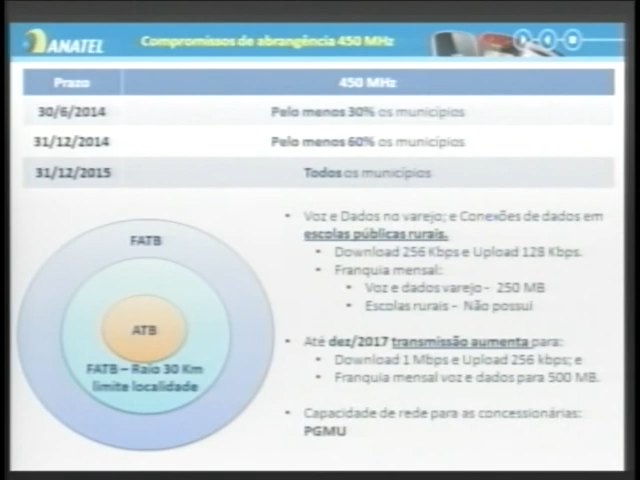 ANATEL
Compromissos de abrangência 450 MHz
Prazo 450 MHz
30/6/2014 Pelo menos 30% os municípios
31/12/2014 Pelo menos 60% os municípios
31/12/2015 Todos os municípios
FATB
ATB
FATB – Raio 30 Km
limite localidade
• Voz e Dados no varejo; e Conexões de dados em
escolas públicas rurais.
• Download 256 Kbps e Upload 128 Kbps.
• Franquia mensal:
• Voz e dados varejo - 250 MB
• Escolas rurais – Não possui
• Até dez/2017 transmissão aumenta para:
• Download 1 Mbps e Upload 256 kbps; e
• Franquia mensal voz e dados para 500 MB.
• Capacidade de rede para as concessionárias:
PGMU